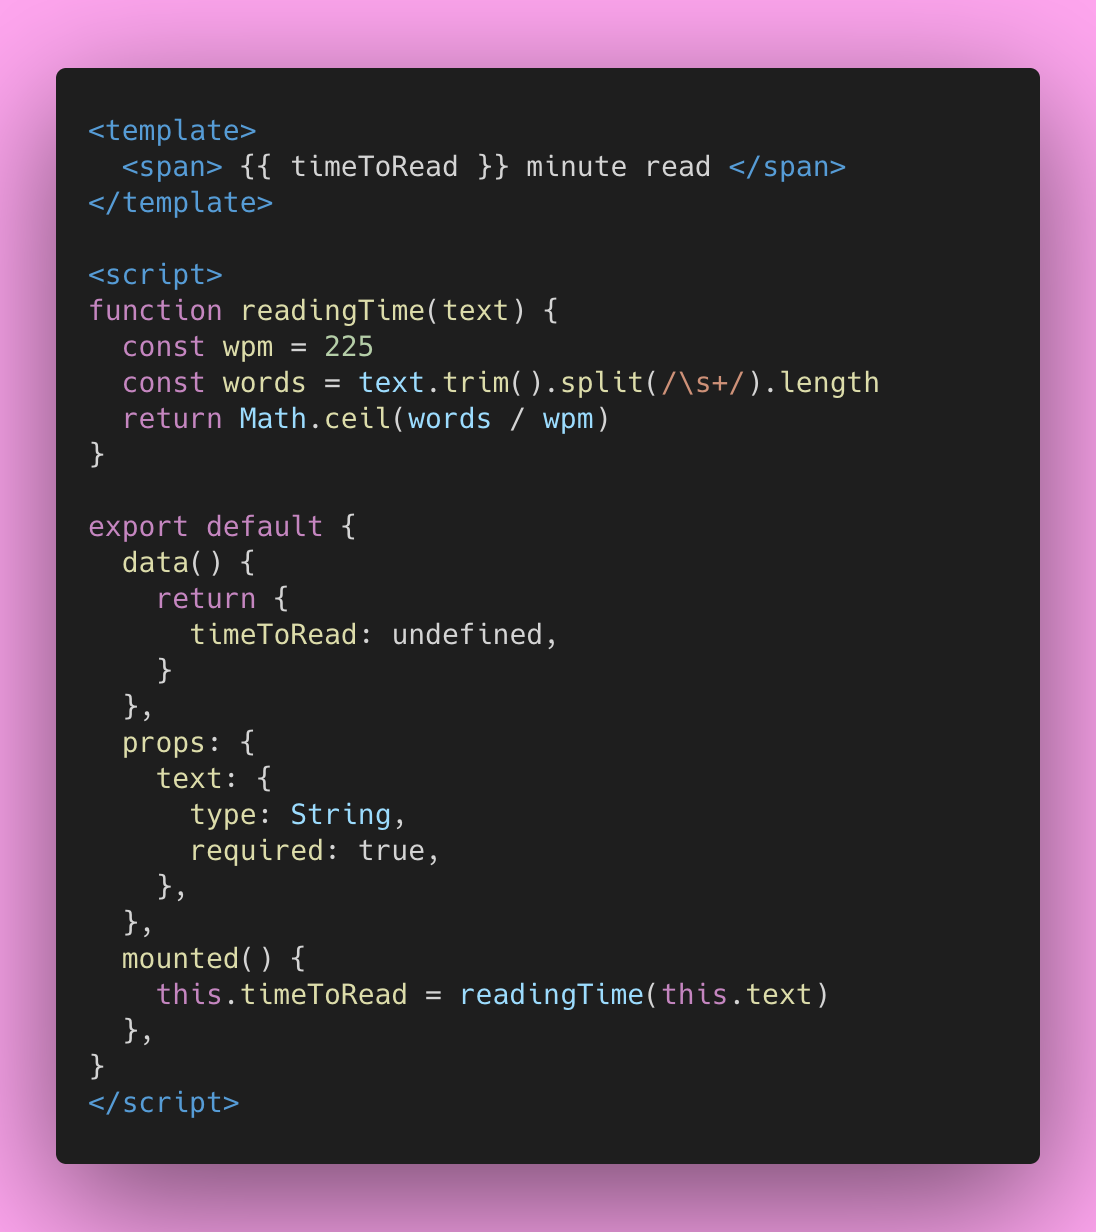 <template>
  <span> {{ timeToRead }} minute read </span>
</template>

<script>
function readingTime(text) {
  const wpm = 225
  const words = text.trim().split(/\s+/).length
  return Math.ceil(words / wpm)
}

export default {
  data() {
    return {
      timeToRead: undefined,
    }
  },
  props: {
    text: {
      type: String,
      required: true,
    },
  },
  mounted() {
    this.timeToRead = readingTime(this.text)
  },
}
</script>